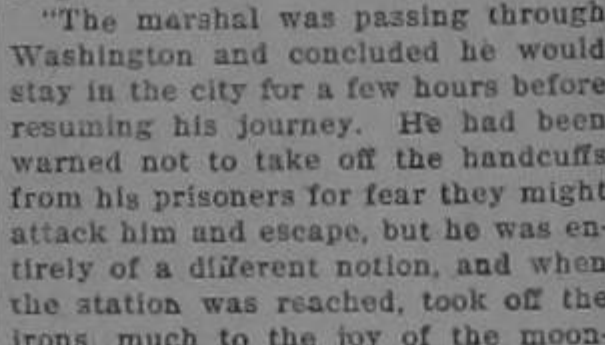 "The marshal was passing through
Washington and concluded he would
stay in the city for a few hours before
resuming his journey. He had been
warned not to take off the handcuffs
from his prisoners for fear they might
attack him and escape, but he was en-
tirely of a different notion, and when
the station was reached, took off the
irons, much to the joy of the moon-